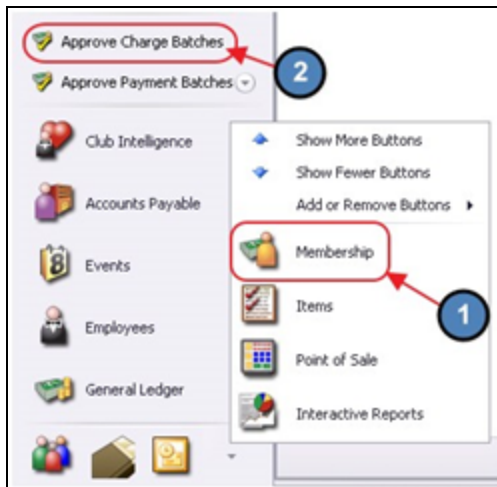 Approve Charge Batches
2
Approve Payment Batches
Club Intelligence
Accounts Payable
8
Events
Employees
General Ledger
Show More Buttons
Show Fewer Buttons
Add or Remove Buttons
Membership
1
Items
Point of Sale
Interactive Reports